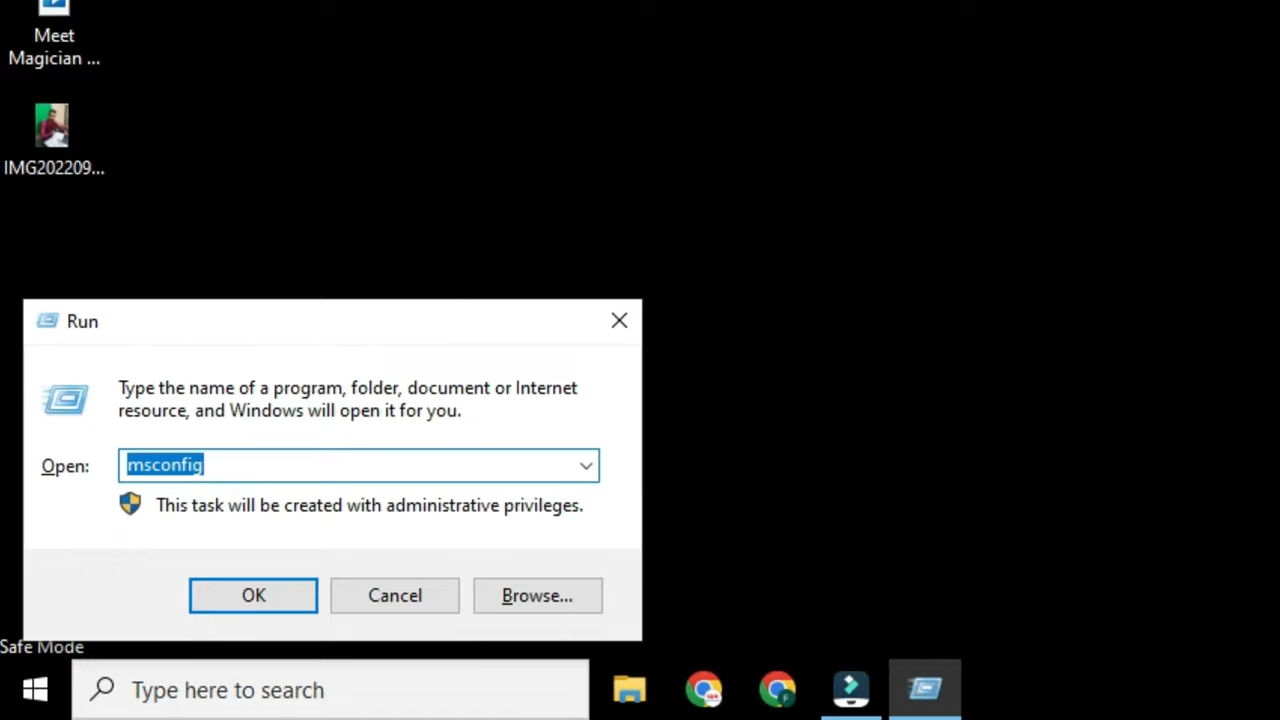 Meet
Magician ...
IMG202209...
Run
Type the name of a program, folder, document or Internet
resource, and Windows will open it for you.
Open:
msconfig
This task will be created with administrative privileges.
OK
Cancel
Browse...
Safe Mode
Type here to search